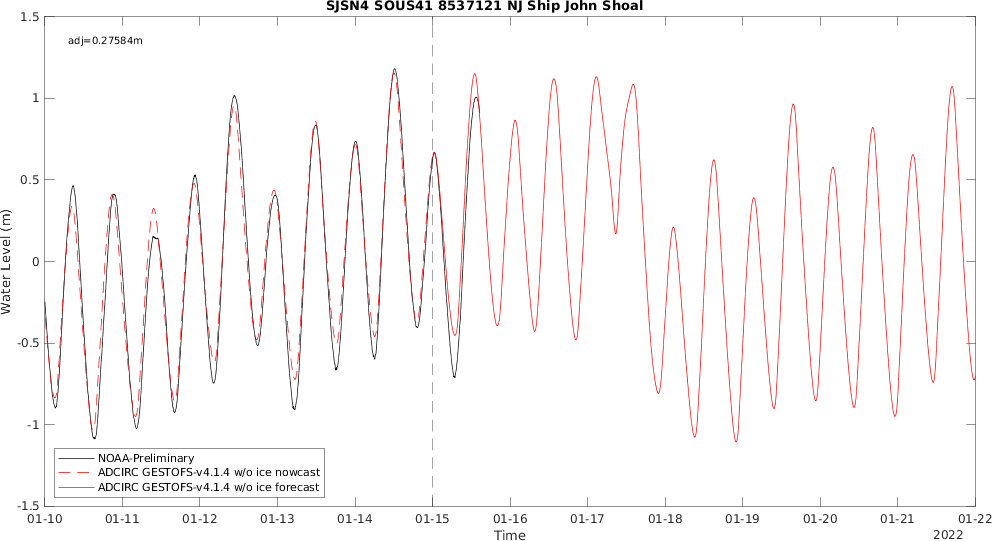 SJSN4 SOUS41 8537121 NJ Ship John Shoal
1.5
adj=0.27584m
1
0.5
0
-0.5
-1
-1.5
Water Level (m)
NOAA-Preliminary
ADCIRC GESTOFS-v4.1.4 w/o ice nowcast
ADCIRC GESTOFS-v4.1.4 w/o ice forecast
01-10 01-11 01-12 01-13 01-14 01-15 01-16 01-17 01-18 01-19 01-20 01-21 01-22
Time
2022